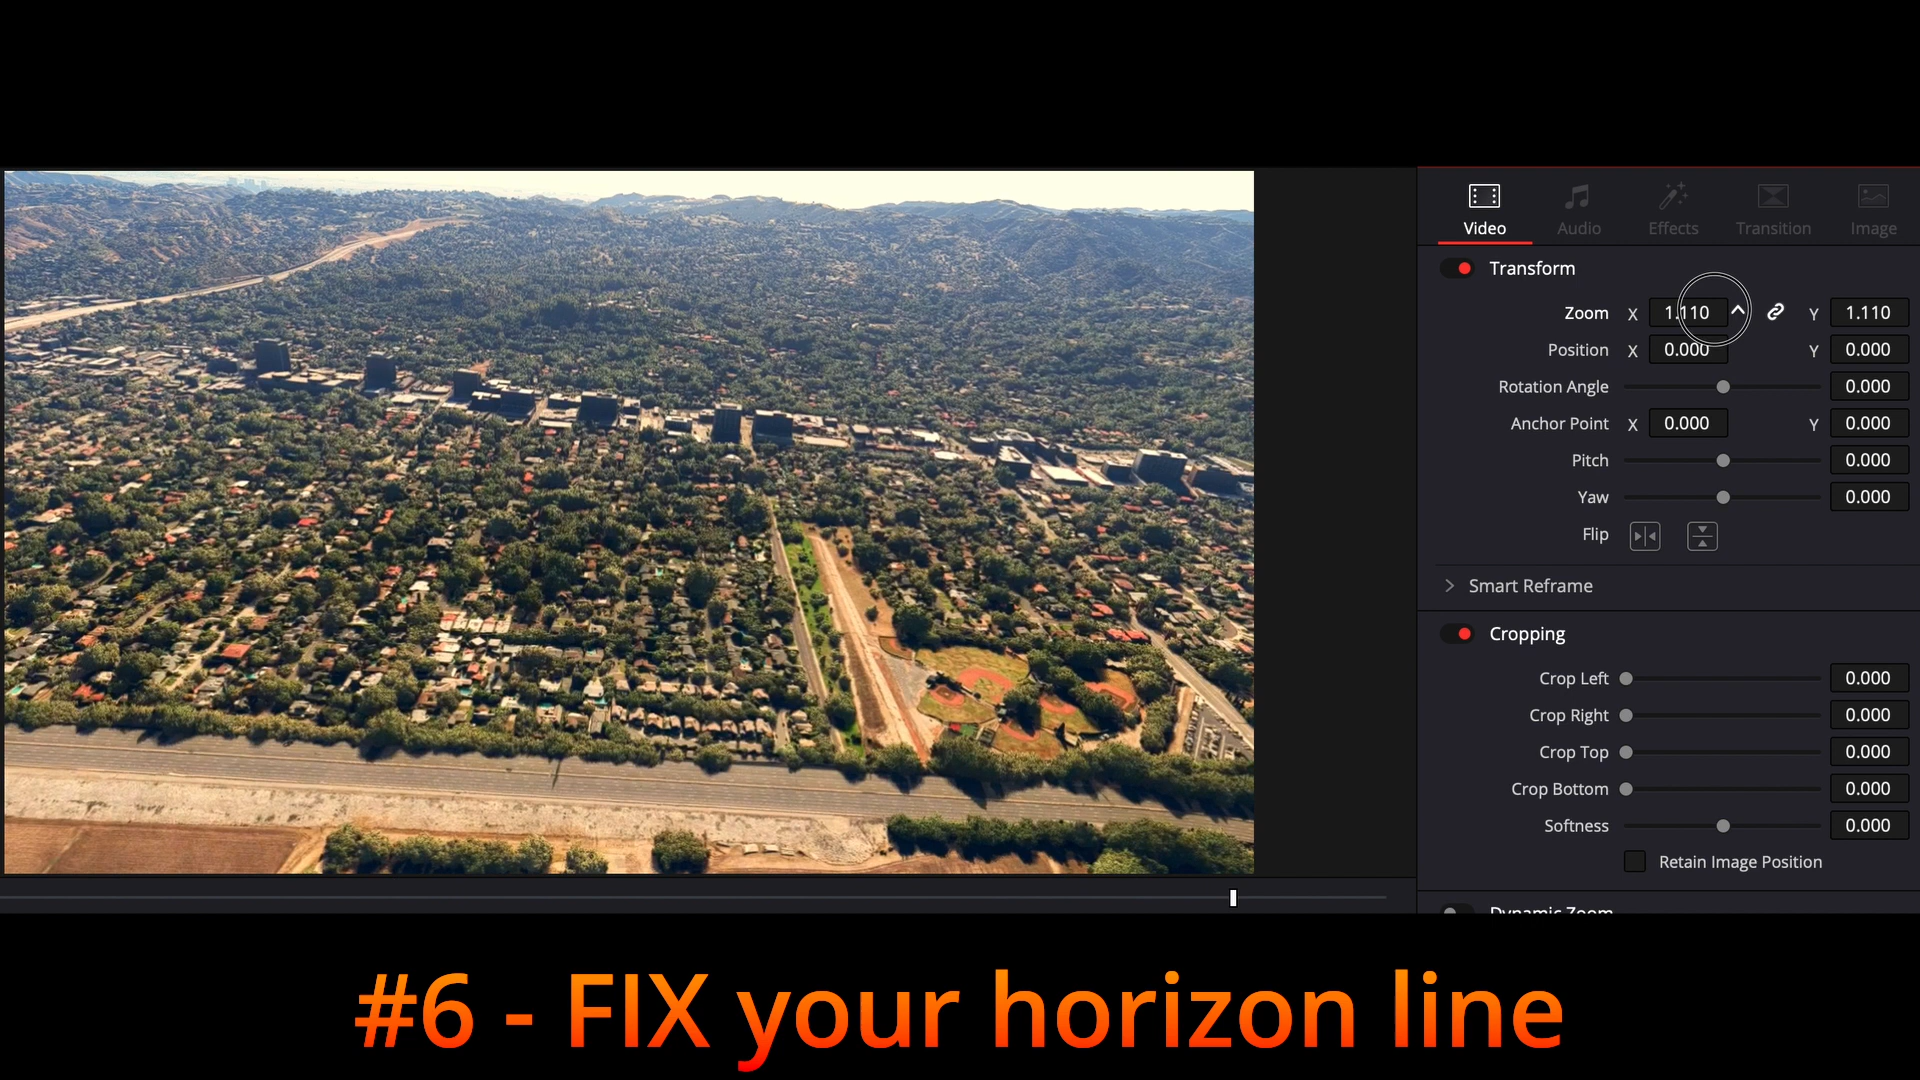 Video Audio Effects Transition Image
Transform
Zoom X 1.110 Y 1.110
Position X 0.000 Y 0.000
Rotation Angle 0.000
Anchor Point X 0.000 Y 0.000
Pitch 0.000
Yaw 0.000
Flip
Smart Reframe
Cropping
Crop Left 0.000
Crop Right 0.000
Crop Top 0.000
Crop Bottom 0.000
Softness 0.000
Retain Image Position
Dynamic Zoom
#6 - FIX your horizon line